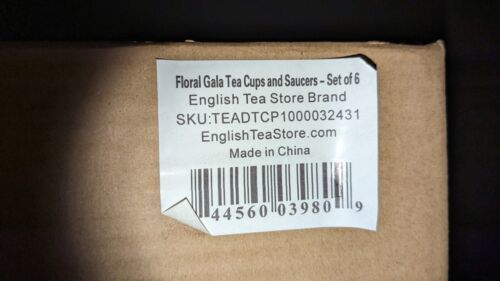 Floral Gala Tea Cups and Saucers – Set of 6
English Tea Store Brand
SKU:TEADTCP1000032431
EnglishTeaStore.com
Made in China
44560 03980 9